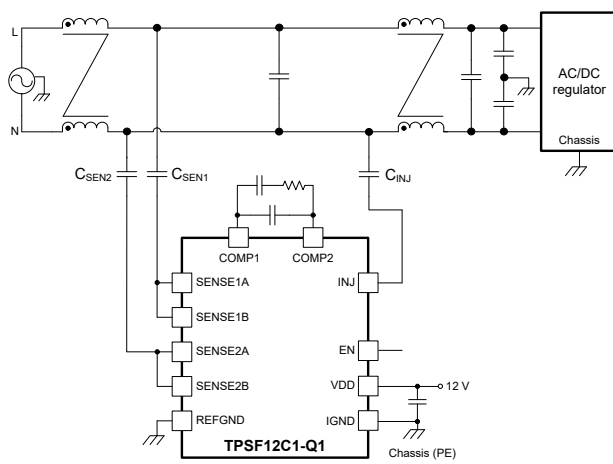 L
N
AC/DC
regulator
Chassis
CSEN2
CSEN1
CINJ
COMP1
COMP2
SENSE1A
INJ
SENSE1B
SENSE2A
EN
SENSE2B
VDD
12 V
REFGND
IGND
TPSF12C1-Q1
Chassis (PE)